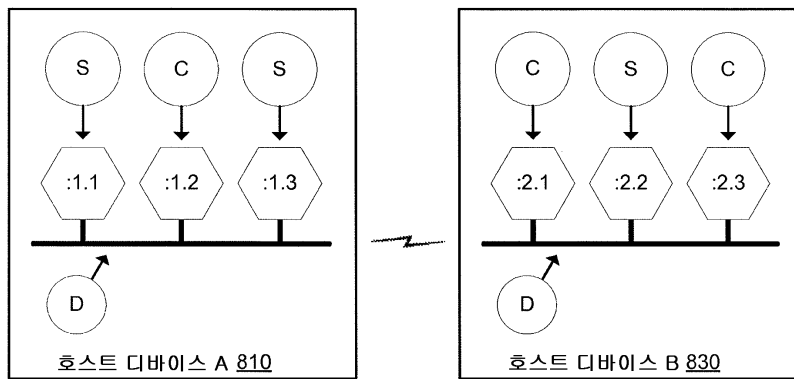 S C S
:1.1 :1.2 :1.3
D
호스트 디바이스 A 810
C S C
:2.1 :2.2 :2.3
D
호스트 디바이스 B 830